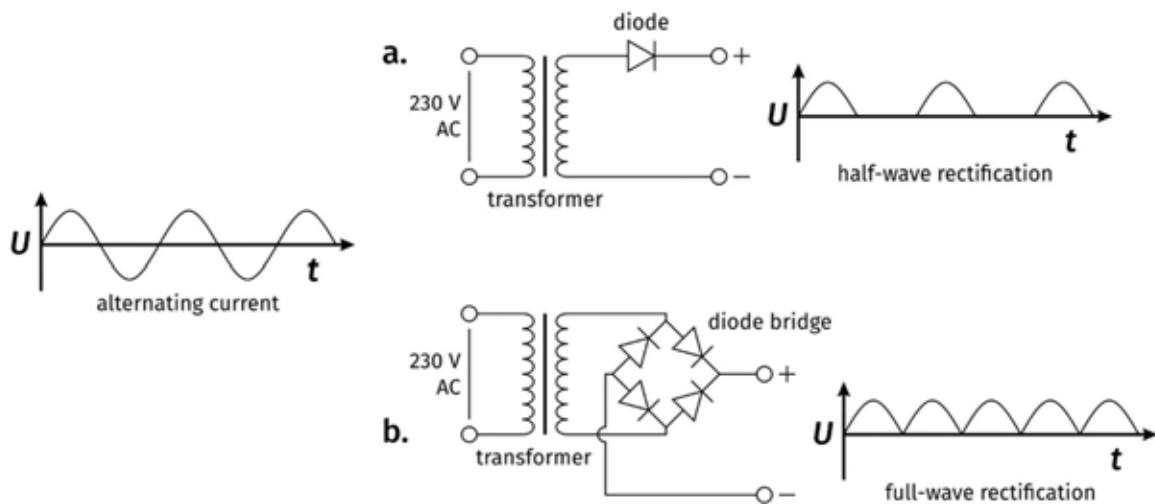 a.
diode
+
230 V
AC
−
transformer
U
t
half-wave rectification
U
t
alternating current
b.
diode bridge
+
230 V
AC
−
transformer
U
t
full-wave rectification